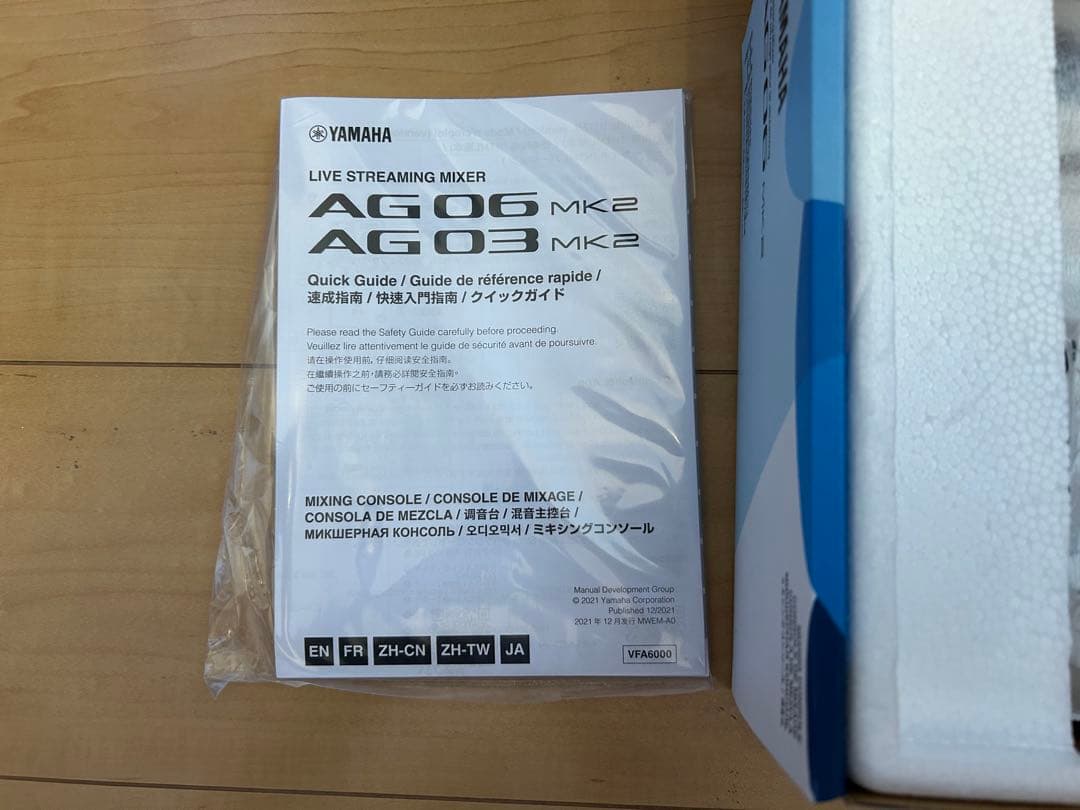 YAMAHA
LIVE STREAMING MIXER
AG06 MK2
AG03 MK2
Quick Guide / Guide de référence rapide /
速成指南 / 快速入門指南 / クイックガイド
Please read the Safety Guide carefully before proceeding.
Veuillez lire attentivement le guide de sécurité avant de poursuivre.
请在操作使用前，仔细阅读安全指南。
在繼續操作之前，請務必詳閱安全指南。
ご使用の前にセーフティーガイドを必ずお読みください。
MIXING CONSOLE / CONSOLE DE MIXAGE /
CONSOLA DE MEZCLA / 调音台 / 混音主控台 /
МИКШЕРНАЯ КОНСОЛЬ / 오디오믹서 / ミキシングコンソール
Manual Development Group
© 2021 Yamaha Corporation
Published 12/2021
2021 年 12 月发行 MWEM-A0
EN FR ZH-CN ZH-TW JA
VFA6000
YAMAHA